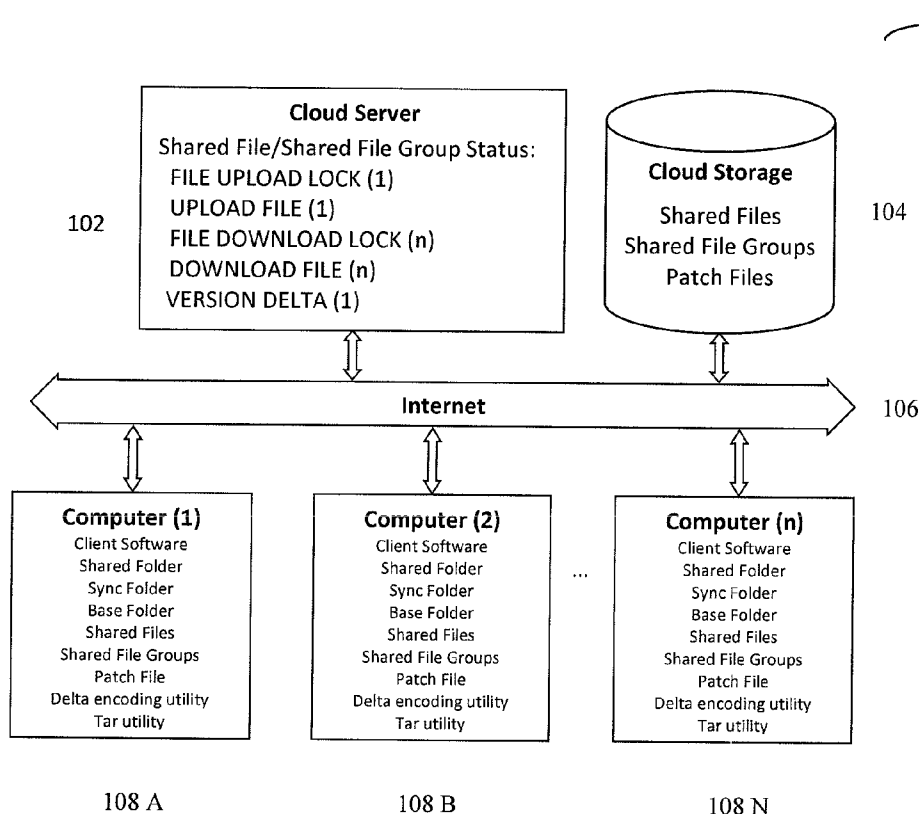 Cloud Server
Shared File/Shared File Group Status:
FILE UPLOAD LOCK (1)
UPLOAD FILE (1)
FILE DOWNLOAD LOCK (n)
DOWNLOAD FILE (n)
VERSION DELTA (1)
102
Cloud Storage
Shared Files
Shared File Groups
Patch Files
104
Internet
106
Computer (1)
Client Software
Shared Folder
Sync Folder
Base Folder
Shared Files
Shared File Groups
Patch File
Delta encoding utility
Tar utility
Computer (2)
Client Software
Shared Folder
Sync Folder
Base Folder
Shared Files
Shared File Groups
Patch File
Delta encoding utility
Tar utility
...
Computer (n)
Client Software
Shared Folder
Sync Folder
Base Folder
Shared Files
Shared File Groups
Patch File
Delta encoding utility
Tar utility
108 A
108 B
108 N